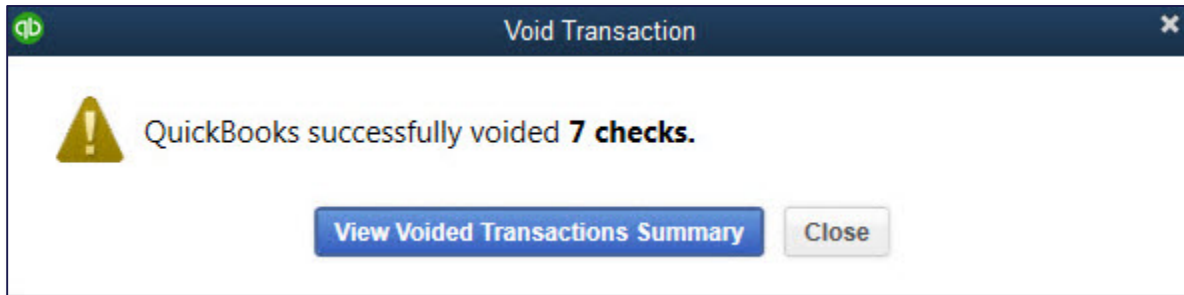 qb
Void Transaction
QuickBooks successfully voided 7 checks.
View Voided Transactions Summary
Close